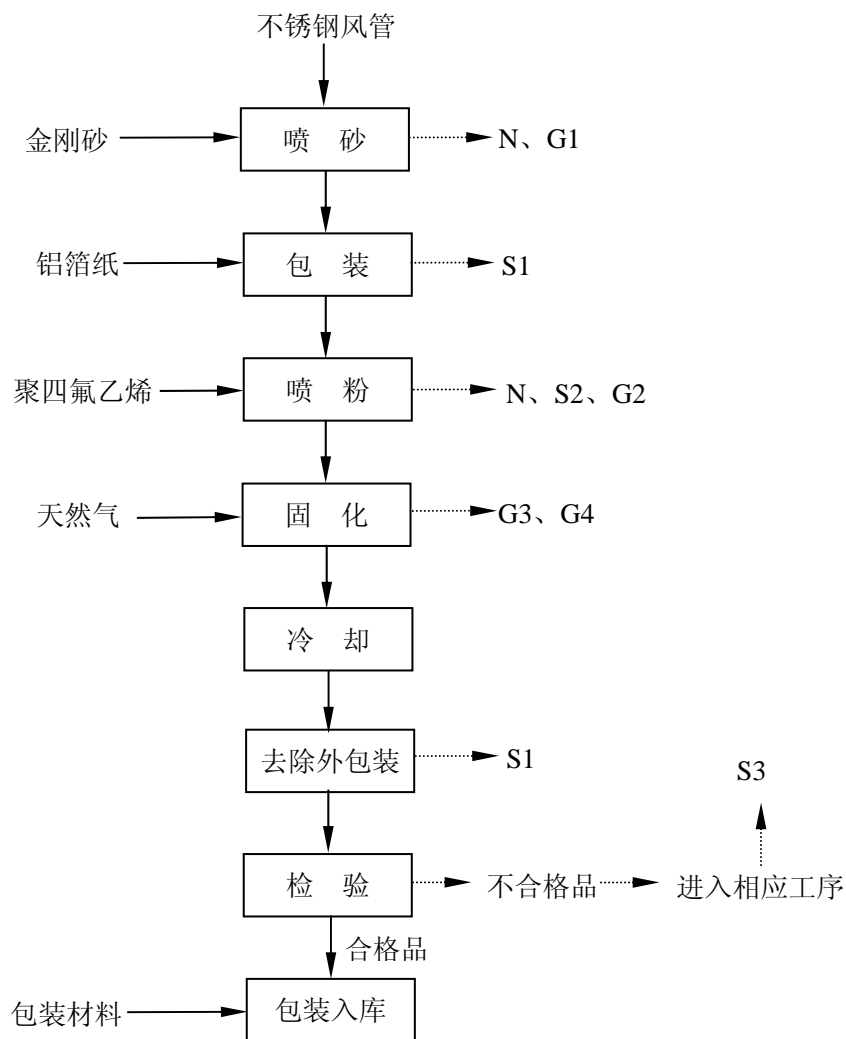 不锈钢风管
金刚砂 喷 砂 N、G1
铝箔纸 包 装 S1
聚四氟乙烯 喷 粉 N、S2、G2
天然气 固 化 G3、G4
冷 却
去除外包装 S1
S3
检 验 不合格品 进入相应工序
合格品
包装材料 包装入库